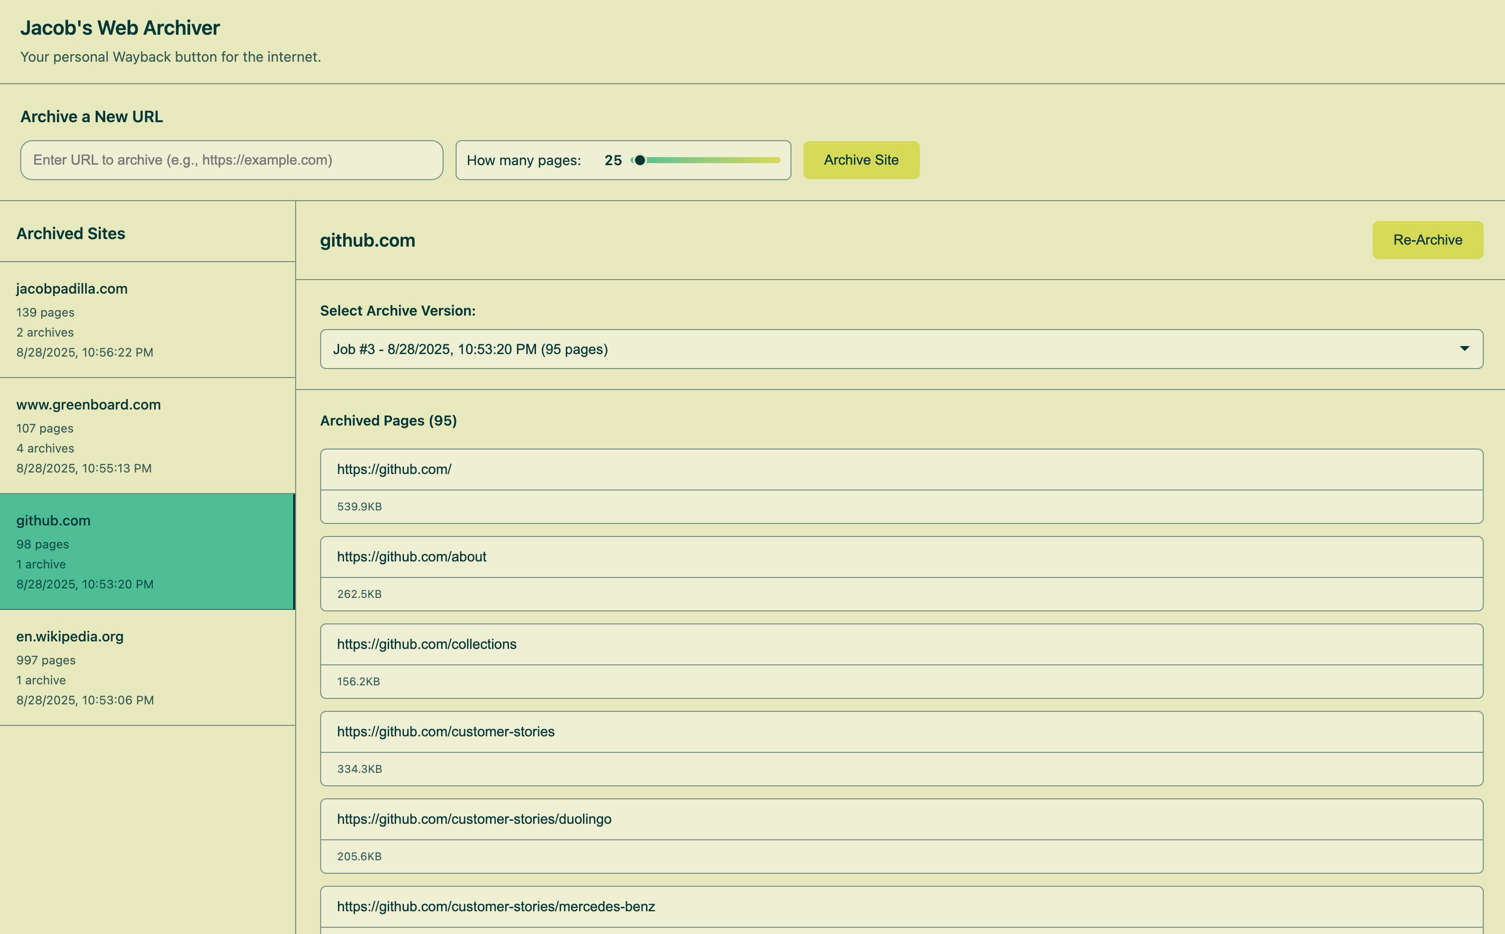 Jacob's Web Archiver
Your personal Wayback button for the internet.
Archive a New URL
Enter URL to archive (e.g., https://example.com)
How many pages: 25
Archive Site
Archived Sites
jacobpadilla.com
139 pages
2 archives
8/28/2025, 10:56:22 PM
www.greenboard.com
107 pages
4 archives
8/28/2025, 10:55:13 PM
github.com
98 pages
1 archive
8/28/2025, 10:53:20 PM
en.wikipedia.org
997 pages
1 archive
8/28/2025, 10:53:06 PM
github.com
Re-Archive
Select Archive Version:
Job #3 - 8/28/2025, 10:53:20 PM (95 pages)
Archived Pages (95)
https://github.com/
539.9KB
https://github.com/about
262.5KB
https://github.com/collections
156.2KB
https://github.com/customer-stories
334.3KB
https://github.com/customer-stories/duolingo
205.6KB
https://github.com/customer-stories/mercedes-benz